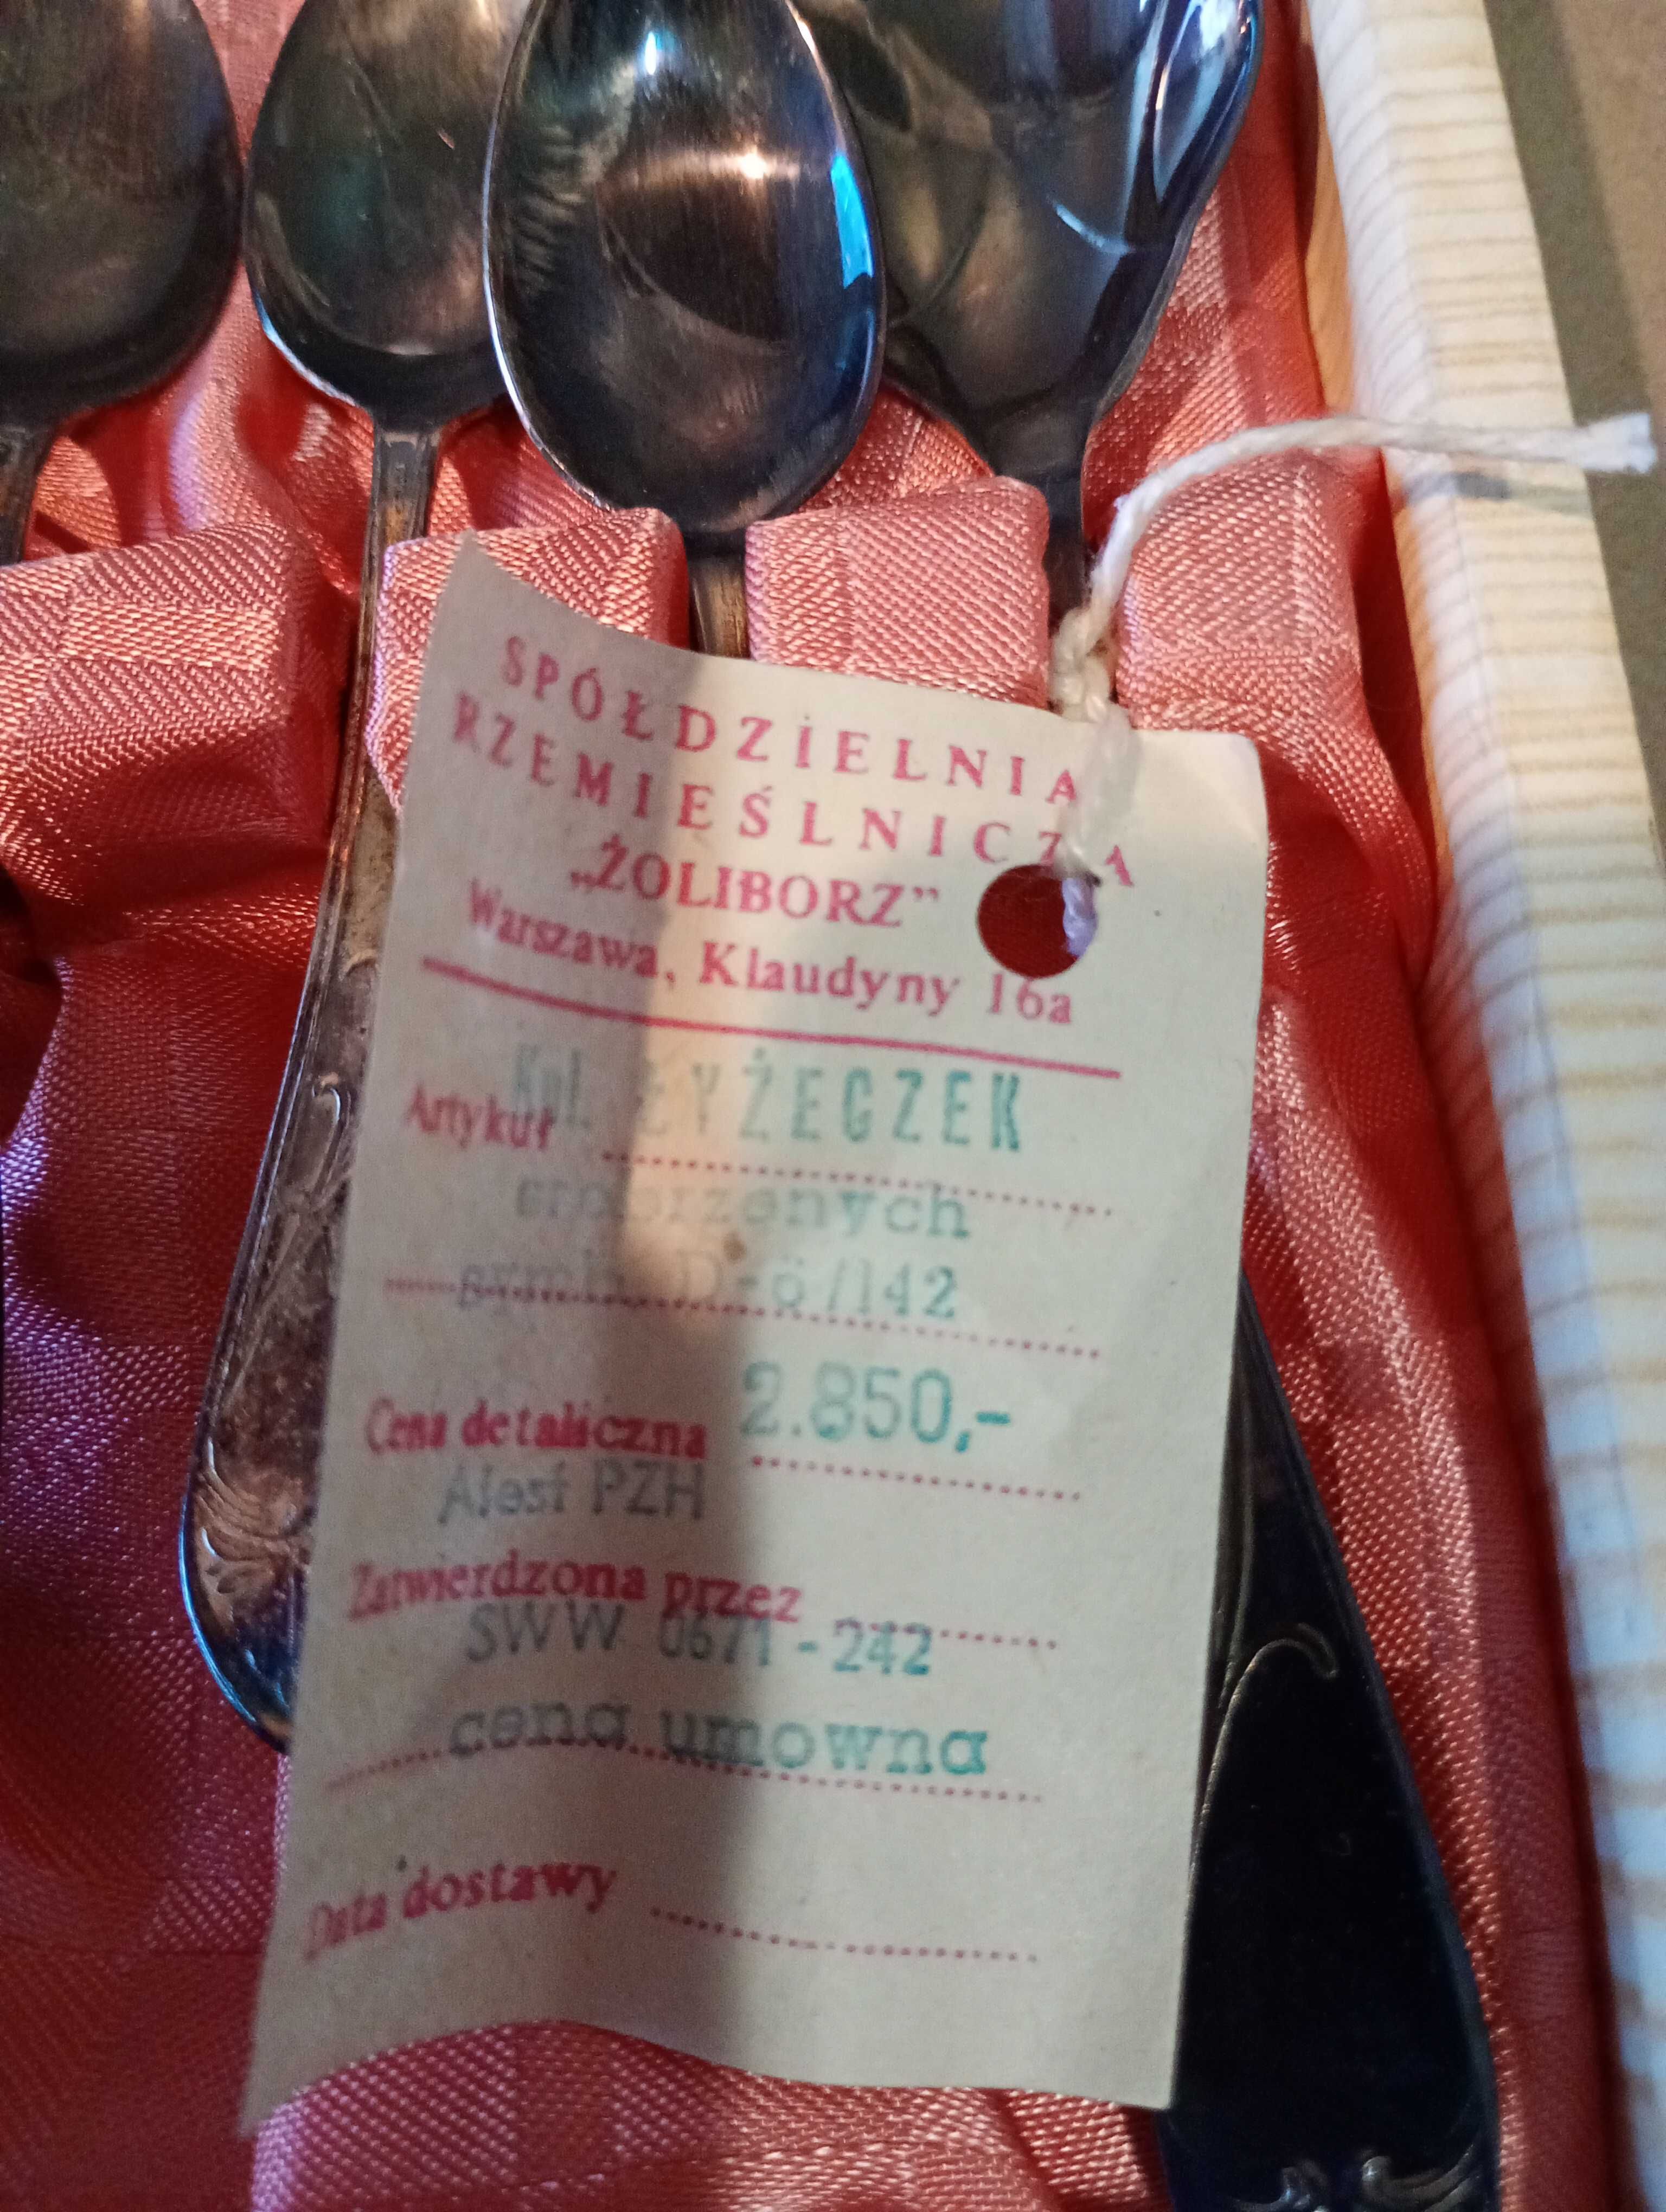 SPÓŁDZIELNIA
RZEMIEŚLNICZA
„ŻOLIBORZ”
Warszawa, Klaudyny 16a
Artykuł Kpl. ŁYŻECZEK
srebrzonych
symb. D-6/142
Cena detaliczna 2.850,-
Atest PZH
Zatwierdzona przez
SWW 0671-242
cena umowna
Data dostawy